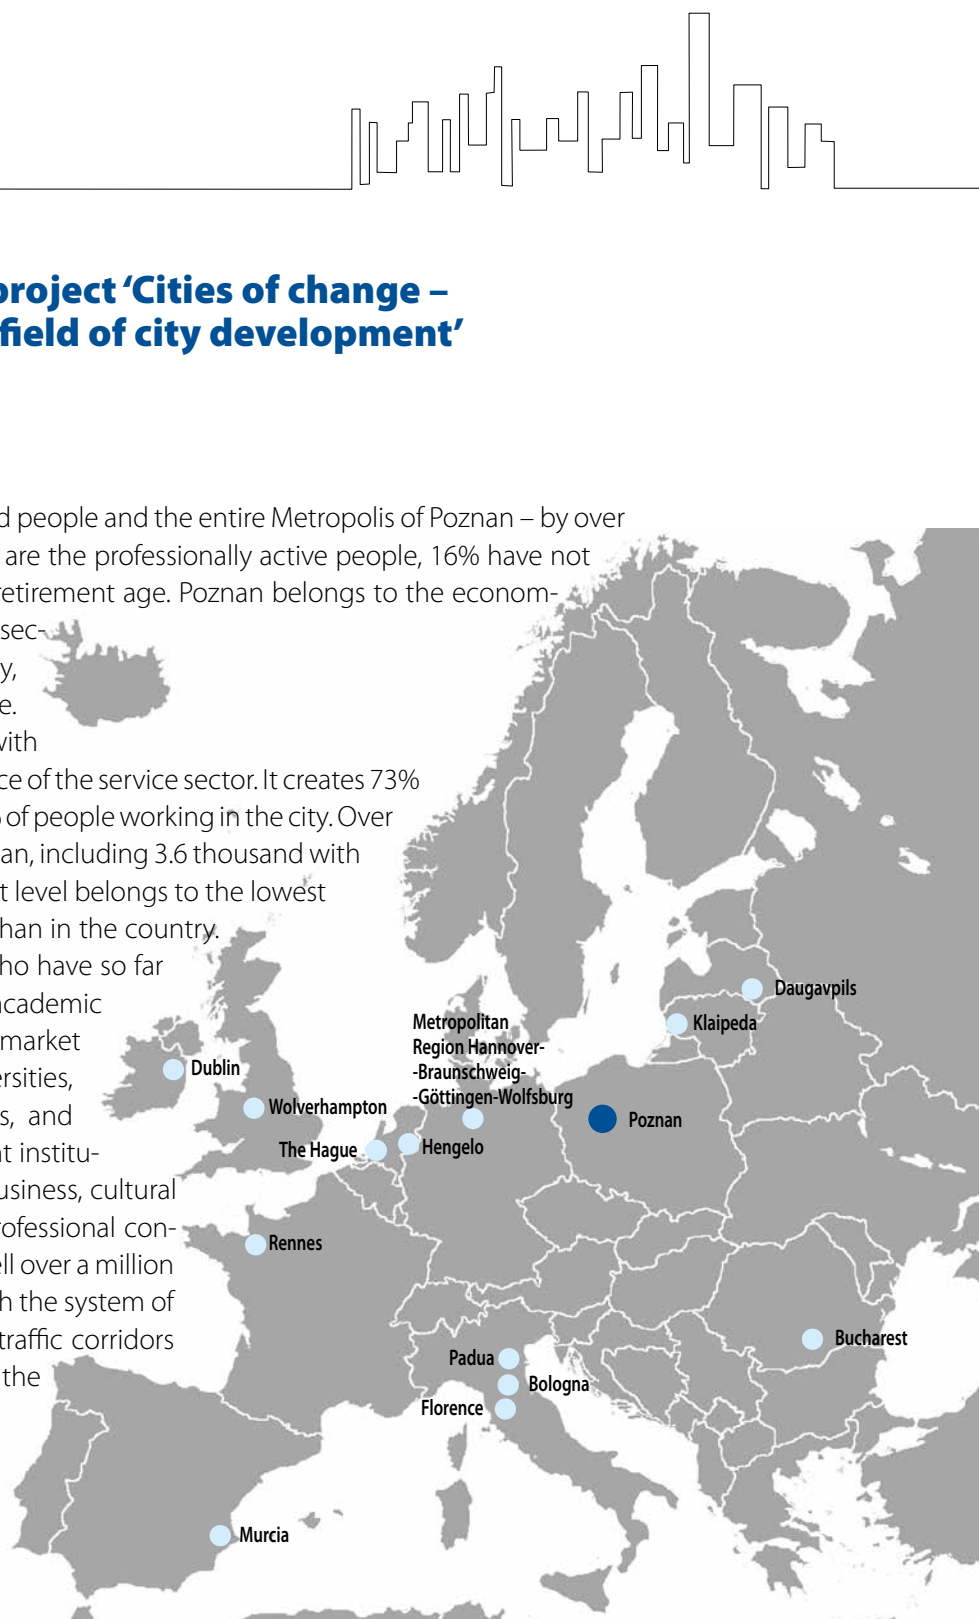 project ‘Cities of change –
field of city development’
d people and the entire Metropolis of Poznan – by over
are the professionally active people, 16% have not
retirement age. Poznan belongs to the econom-
sec-
y,
e.
with
ce of the service sector. It creates 73%
of people working in the city. Over
an, including 3.6 thousand with
t level belongs to the lowest
than in the country.
ho have so far
academic
market
ersities,
s, and
nt institu-
usiness, cultural
rofessional con-
ell over a million
h the system of
traffic corridors
the
Daugavpils
Klaipeda
Metropolitan
Region Hannover-
-Braunschweig-
-Göttingen-Wolfsburg
Dublin
Wolverhampton
Poznan
The Hague
Hengelo
Rennes
Bucharest
Padua
Bologna
Florence
Murcia